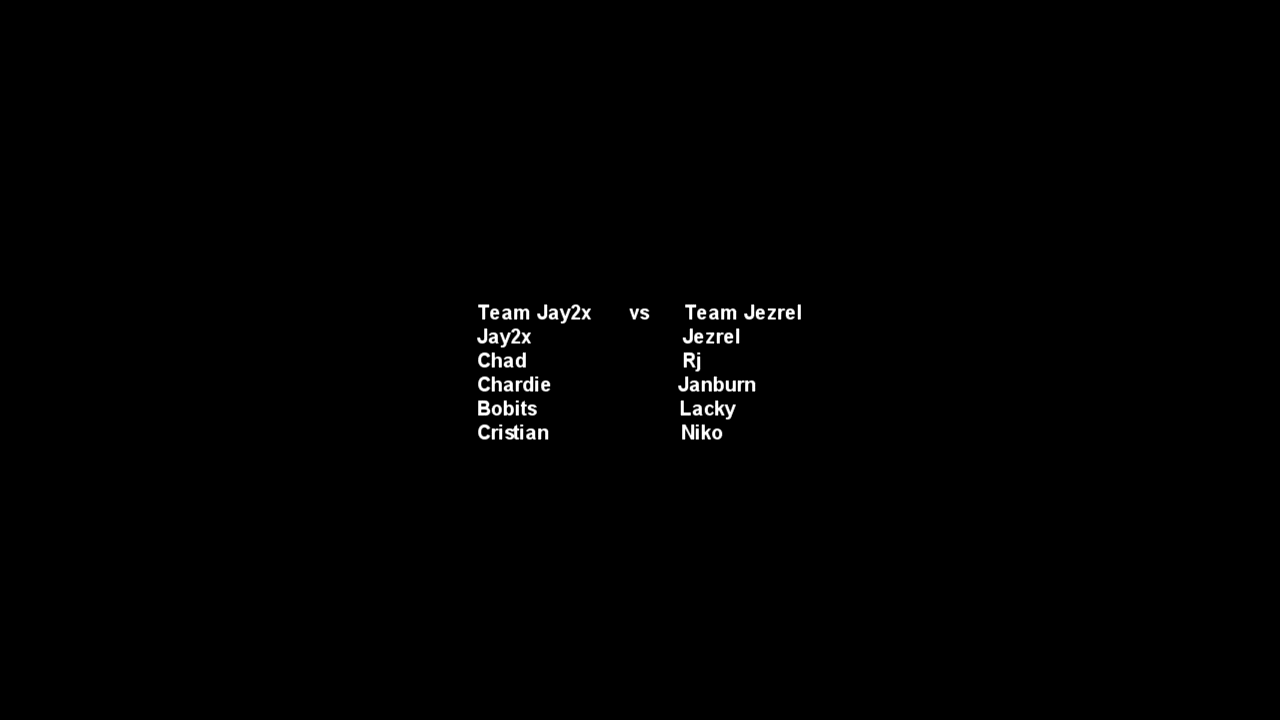 Team Jay2x vs Team Jezrel
Jay2x Jezrel
Chad Rj
Chardie Janburn
Bobits Lacky
Cristian Niko